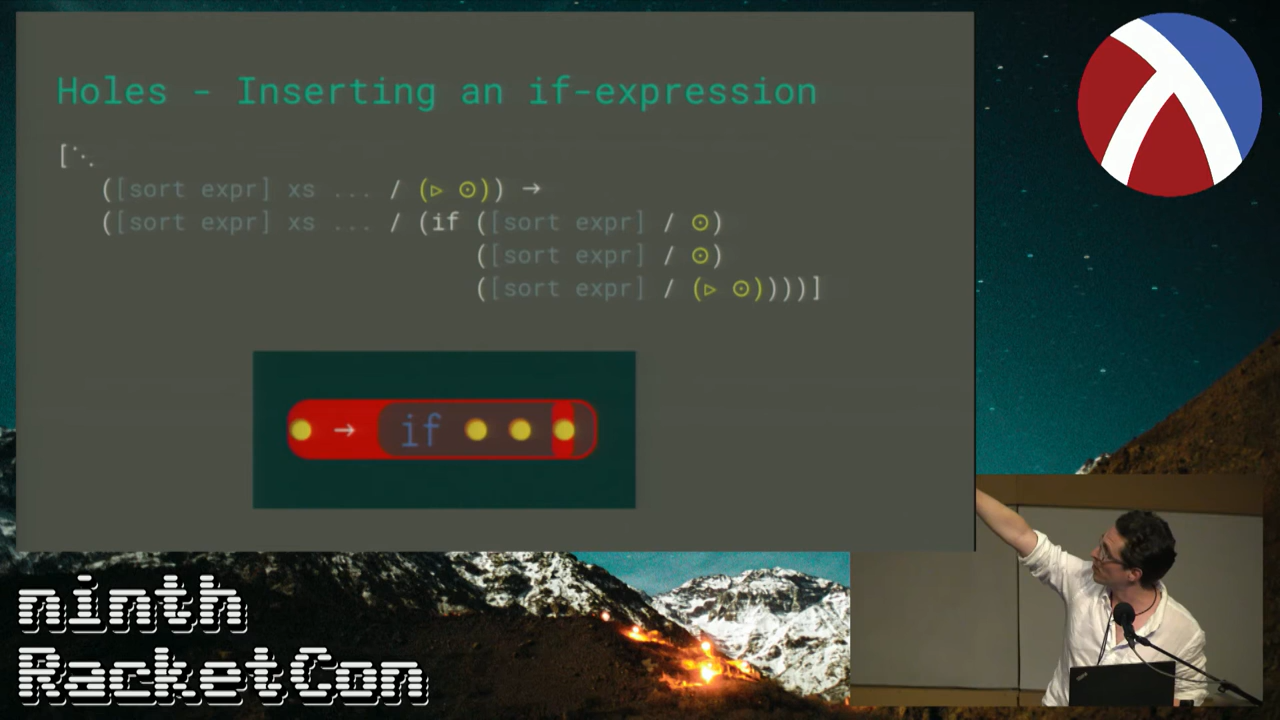 Holes - Inserting an if-expression
[⋱
([sort expr] xs ... / (▹ ⊙)) →
([sort expr] xs ... / (if ([sort expr] / ⊙)
([sort expr] / ⊙)
([sort expr] / (▹ ⊙))))]
→ if
ninth
RacketCon